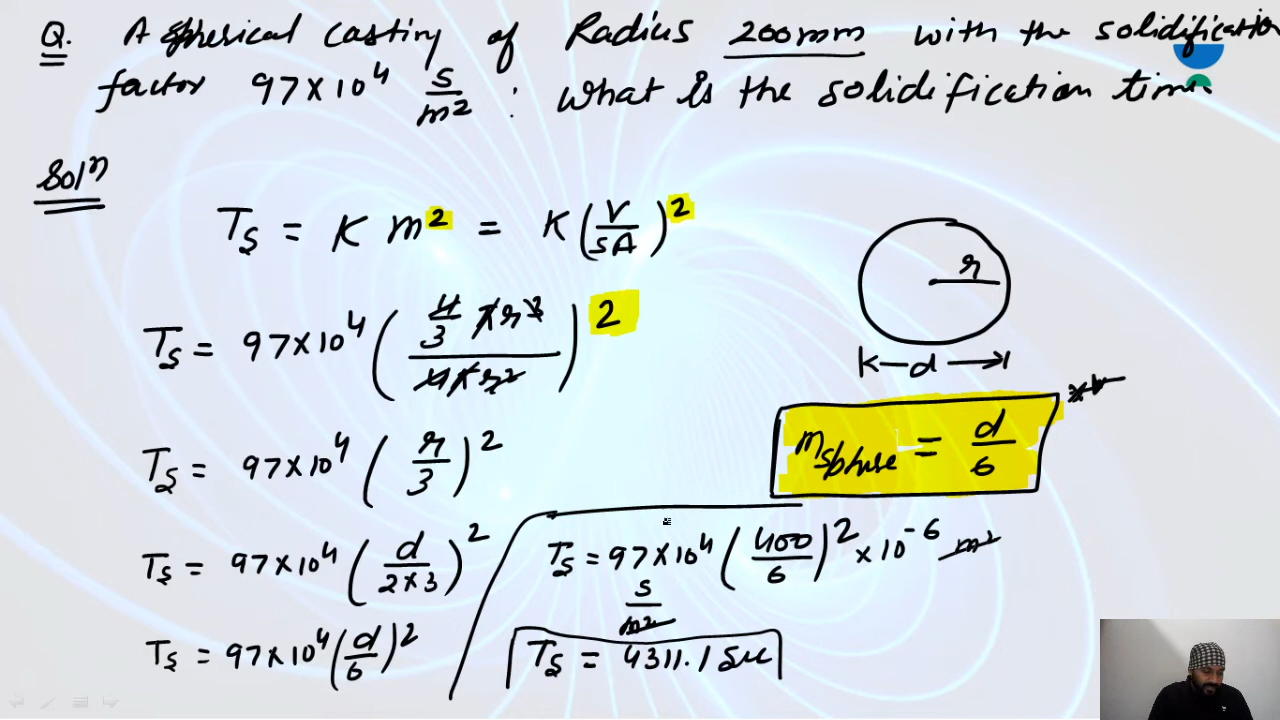 Q. A spherical casting of Radius 200mm with the solidification
factor 97×10⁴ s/m² : What is the solidification time.
Solⁿ
Ts = K m² = K (V/SA)²
Ts = 97×10⁴ (4/3 πr³ / 4πr²)²
r
Ts = 97×10⁴ (r/3)²
k—d→
m sphere = d/6
Ts = 97×10⁴ (d/2×3)²
Ts = 97×10⁴ (d/6)²
Ts = 97×10⁴ s/m² (400/6)² × 10⁻⁶ m²
Ts = 4311.1 sec